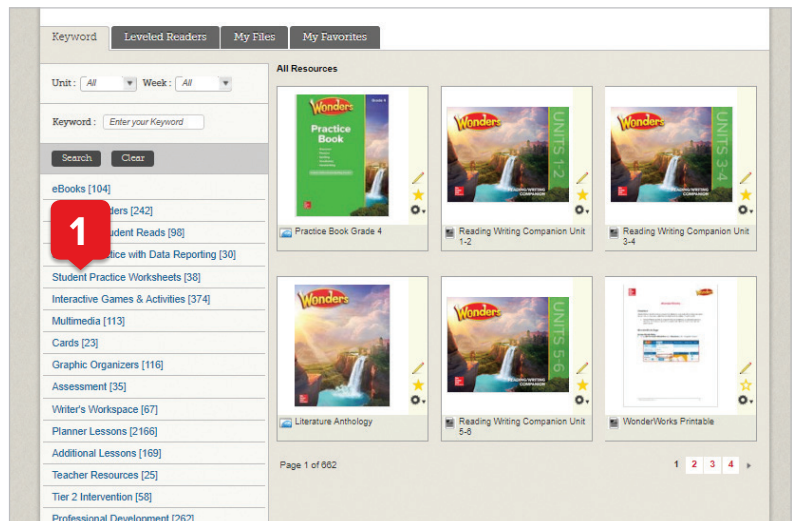 Keyword
Leveled Readers
My Files
My Favorites
Unit : All
Week : All
Keyword : Enter your Keyword
Search
Clear
eBooks [104]
ders [242]
udent Reads [98]
tice with Data Reporting [30]
Student Practice Worksheets [38]
Interactive Games & Activities [374]
Multimedia [113]
Cards [23]
Graphic Organizers [116]
Assessment [35]
Writer's Workspace [67]
Planner Lessons [2166]
Additional Lessons [169]
Teacher Resources [25]
Tier 2 Intervention [58]
Professional Development [262]
1
All Resources
Wonders
Grade 4
Practice
Book
Practice Book Grade 4
Wonders
UNITS 1-2
READING/WRITING
COMPANION
Reading Writing Companion Unit
1-2
Wonders
UNITS 3-4
READING/WRITING
COMPANION
Reading Writing Companion Unit
3-4
Wonders
Literature Anthology
Wonders
UNITS 5-6
READING/WRITING
COMPANION
Reading Writing Companion Unit
5-6
Wonders
WonderWorks Printable
Page 1 of 662
1 2 3 4